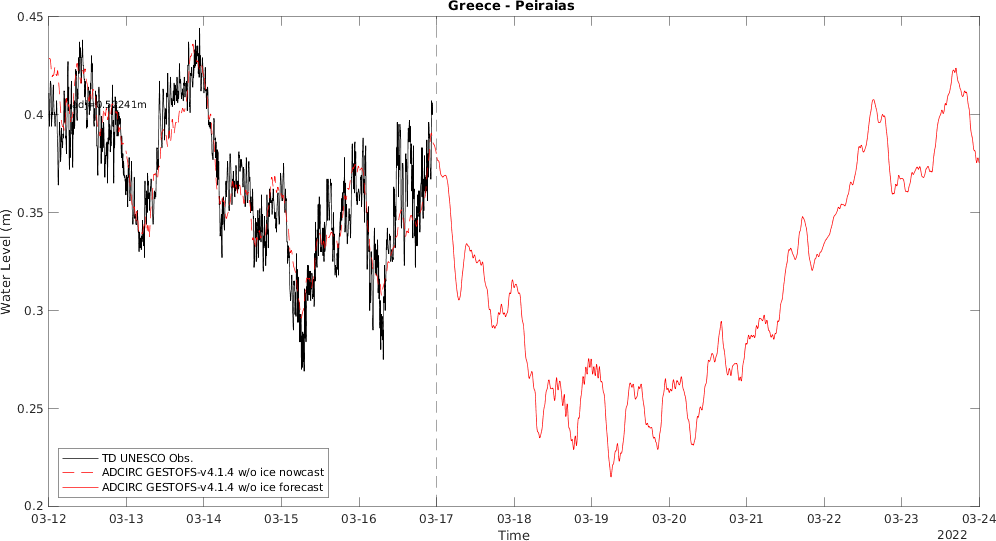 Greece - Peiraias
0.45
0.4
0.35
0.3
0.25
0.2
Water Level (m)
TD UNESCO Obs.
ADCIRC GESTOFS-v4.1.4 w/o ice nowcast
ADCIRC GESTOFS-v4.1.4 w/o ice forecast
03-12 03-13 03-14 03-15 03-16 03-17 03-18 03-19 03-20 03-21 03-22 03-23 03-24
Time
2022